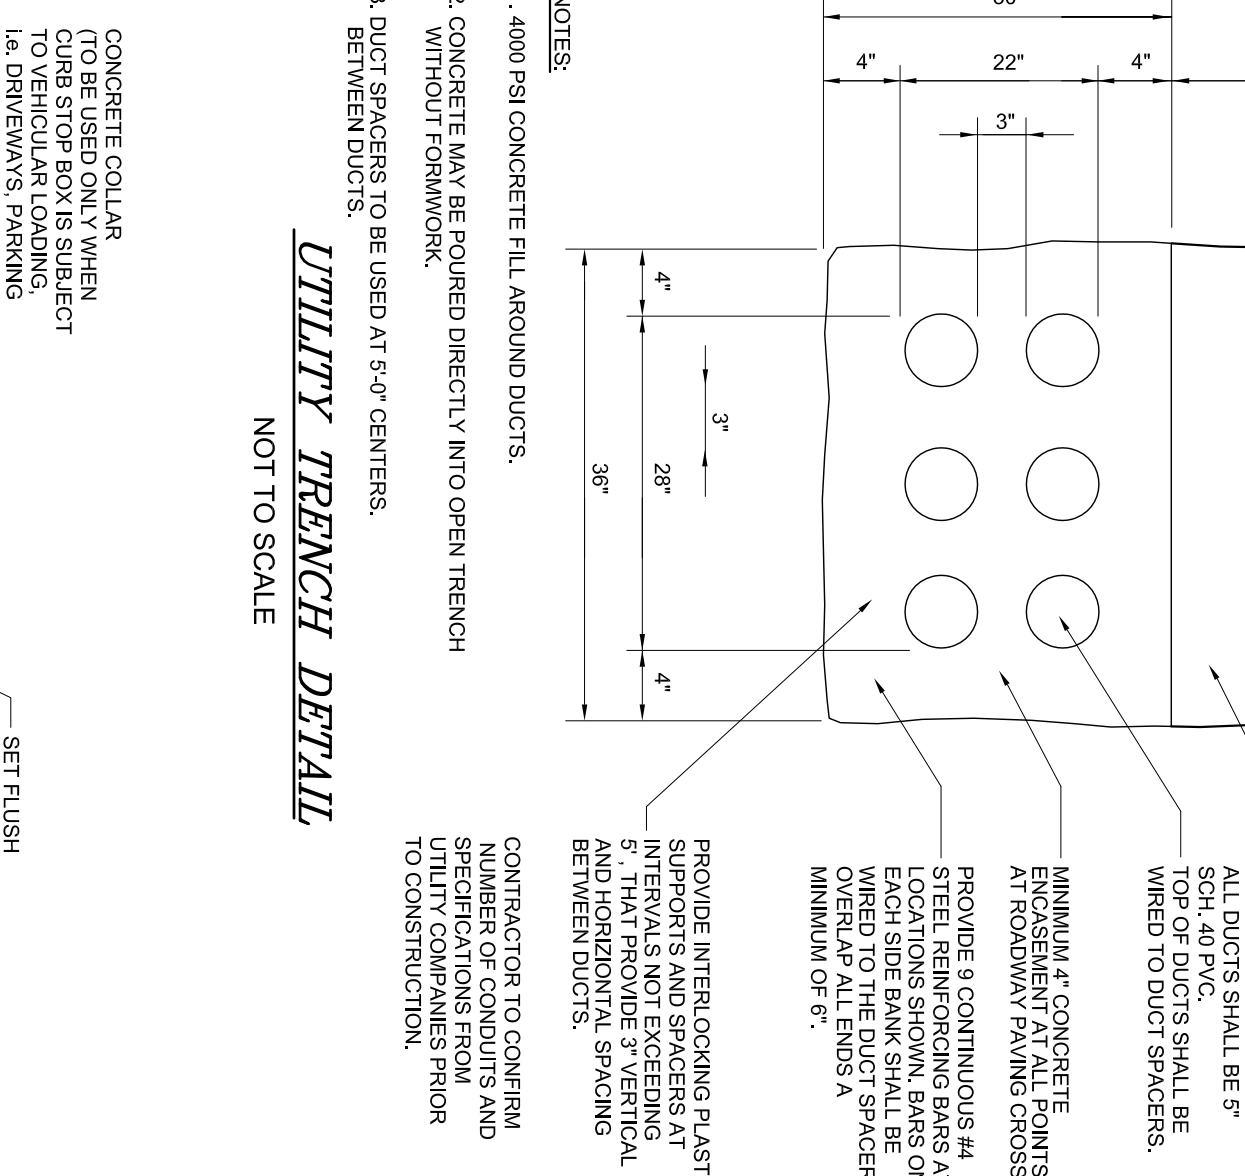 4"
22"
4"
3"
4"
3"
28"
36"
4"
NOTES:
4000 PSI CONCRETE FILL AROUND DUCTS.
CONCRETE MAY BE POURED DIRECTLY INTO OPEN TRENCH
WITHOUT FORMWORK.
3. DUCT SPACERS TO BE USED AT 5'-0" CENTERS.
BETWEEN DUCTS.
UTILITY TRENCH DETAIL
NOT TO SCALE
ALL DUCTS SHALL BE 5"
SCH. 40 PVC.
TOP OF DUCTS SHALL BE
WIRED TO DUCT SPACERS.
MINIMUM 4" CONCRETE
ENCASEMENT AT ALL POINTS
AT ROADWAY PAVING CROSS
PROVIDE 9 CONTINUOUS #4
STEEL REINFORCING BARS AT
LOCATIONS SHOWN. BARS ON
EACH SIDE BANK SHALL BE
WIRED TO THE DUCT SPACER
OVERLAP ALL ENDS A
MINIMUM OF 6".
PROVIDE INTERLOCKING PLAST
SUPPORTS AND SPACERS AT
INTERVALS NOT EXCEEDING
5', THAT PROVIDE 3" VERTICAL
AND HORIZIONTAL SPACING
BETWEEN DUCTS.
CONTRACTOR TO CONFIRM
NUMBER OF CONDUITS AND
SPECIFICATIONS FROM
UTILITY COMPANIES PRIOR
TO CONSTRUCTION.
CONCRETE COLLAR
(TO BE USED ONLY WHEN
CURB STOP BOX IS SUBJECT
TO VEHICULAR LOADING,
i.e. DRIVEWAYS, PARKING
SET FLUSH